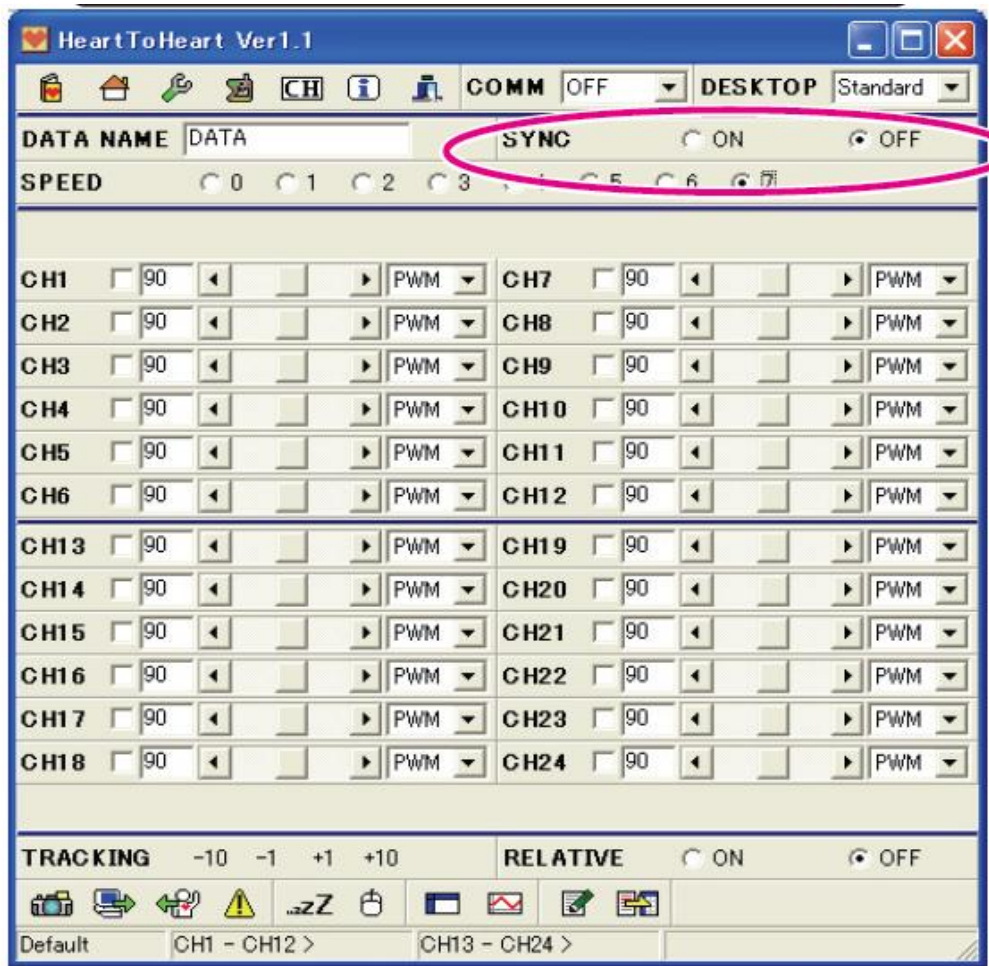 HeartToHeart Ver1.1
CH i COMM OFF DESKTOP Standard
DATA NAME DATA SYNC ON OFF
SPEED 0 1 2 3 4 5 6 7
CH1 90 PWM CH7 90 PWM
CH2 90 PWM CH8 90 PWM
CH3 90 PWM CH9 90 PWM
CH4 90 PWM CH10 90 PWM
CH5 90 PWM CH11 90 PWM
CH6 90 PWM CH12 90 PWM
CH13 90 PWM CH19 90 PWM
CH14 90 PWM CH20 90 PWM
CH15 90 PWM CH21 90 PWM
CH16 90 PWM CH22 90 PWM
CH17 90 PWM CH23 90 PWM
CH18 90 PWM CH24 90 PWM
TRACKING -10 -1 +1 +10 RELATIVE ON OFF
..zzZ
Default CH1 - CH12 > CH13 - CH24 >